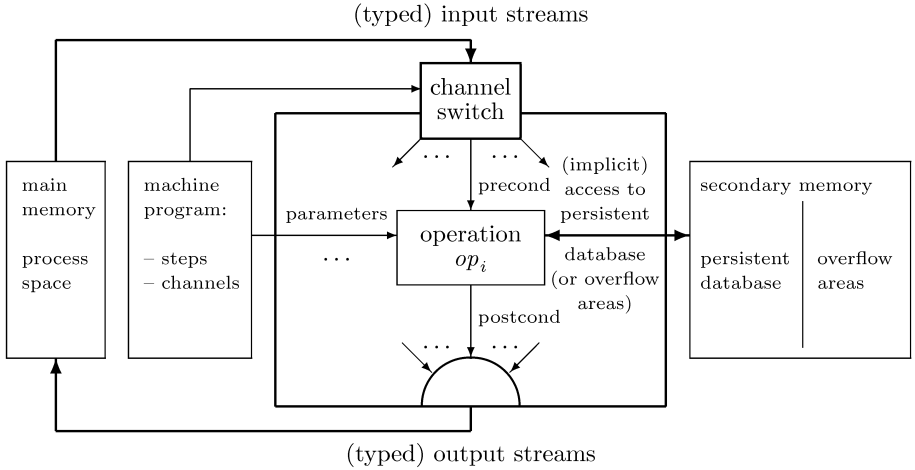 (typed) input streams
channel
switch
... ...
main
memory
process
space
machine
program:
– steps
– channels
parameters
...
precond
operation
op_i
postcond
... ...
(implicit)
access to
persistent
database
(or overflow
areas)
secondary memory
persistent
database
overflow
areas
(typed) output streams